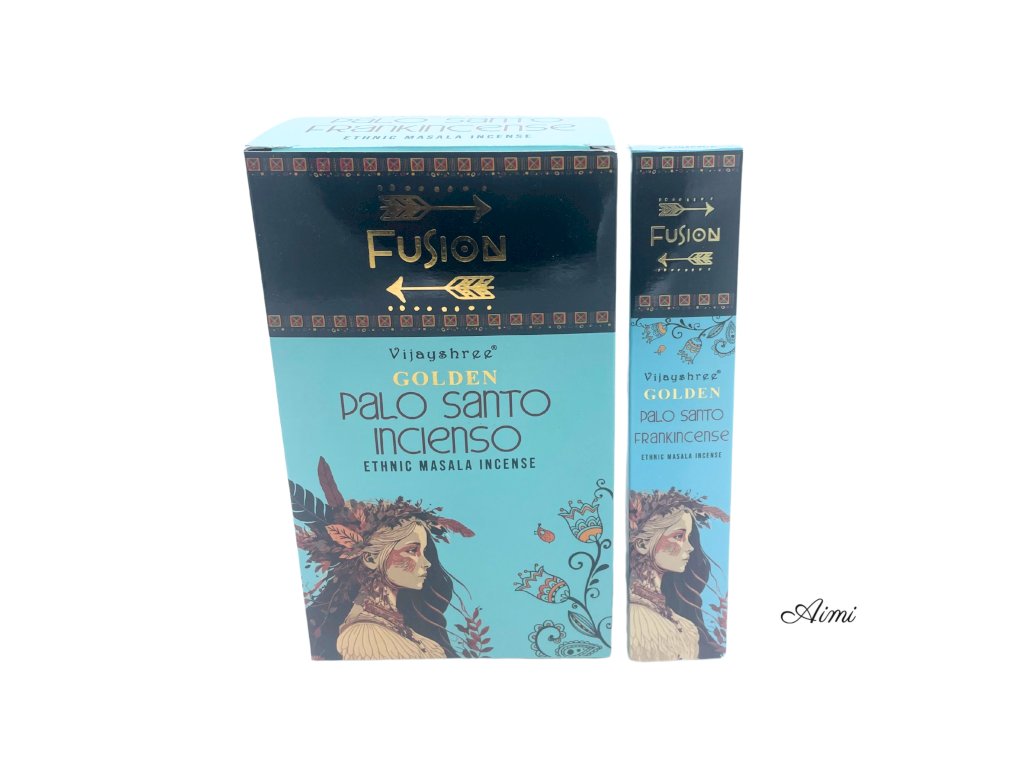 PALO SANTO
FRANKINCENSE
ETHNIC MASALA INCENSE
FUSION
Vijayshree®
GOLDEN
PALO SANTO
INCIENSO
ETHNIC MASALA INCENSE
FUSION
Vijayshree®
GOLDEN
PALO SANTO
FRANKINCENSE
ETHNIC MASALA INCENSE
Aimi